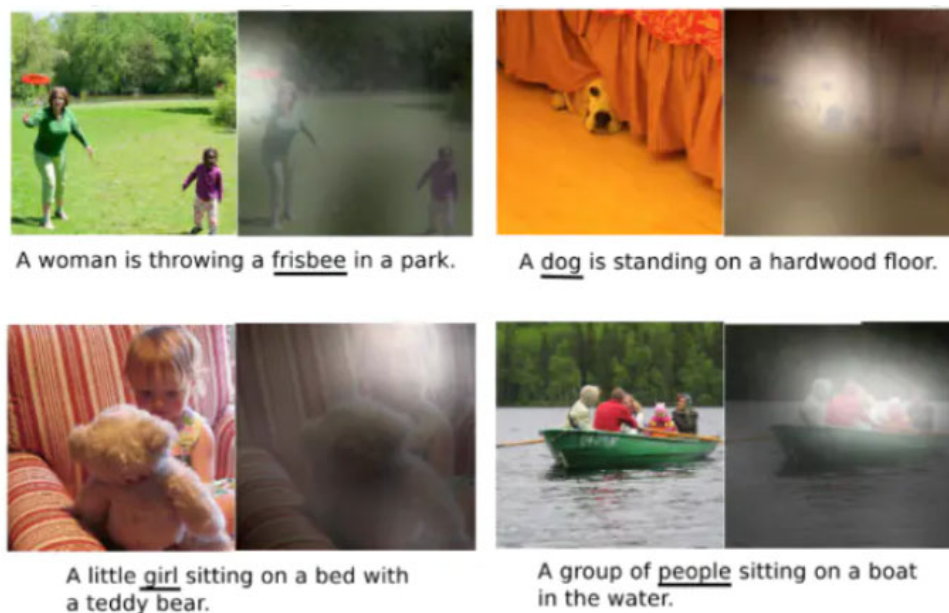 A woman is throwing a frisbee in a park.
A dog is standing on a hardwood floor.
A little girl sitting on a bed with
a teddy bear.
A group of people sitting on a boat
in the water.